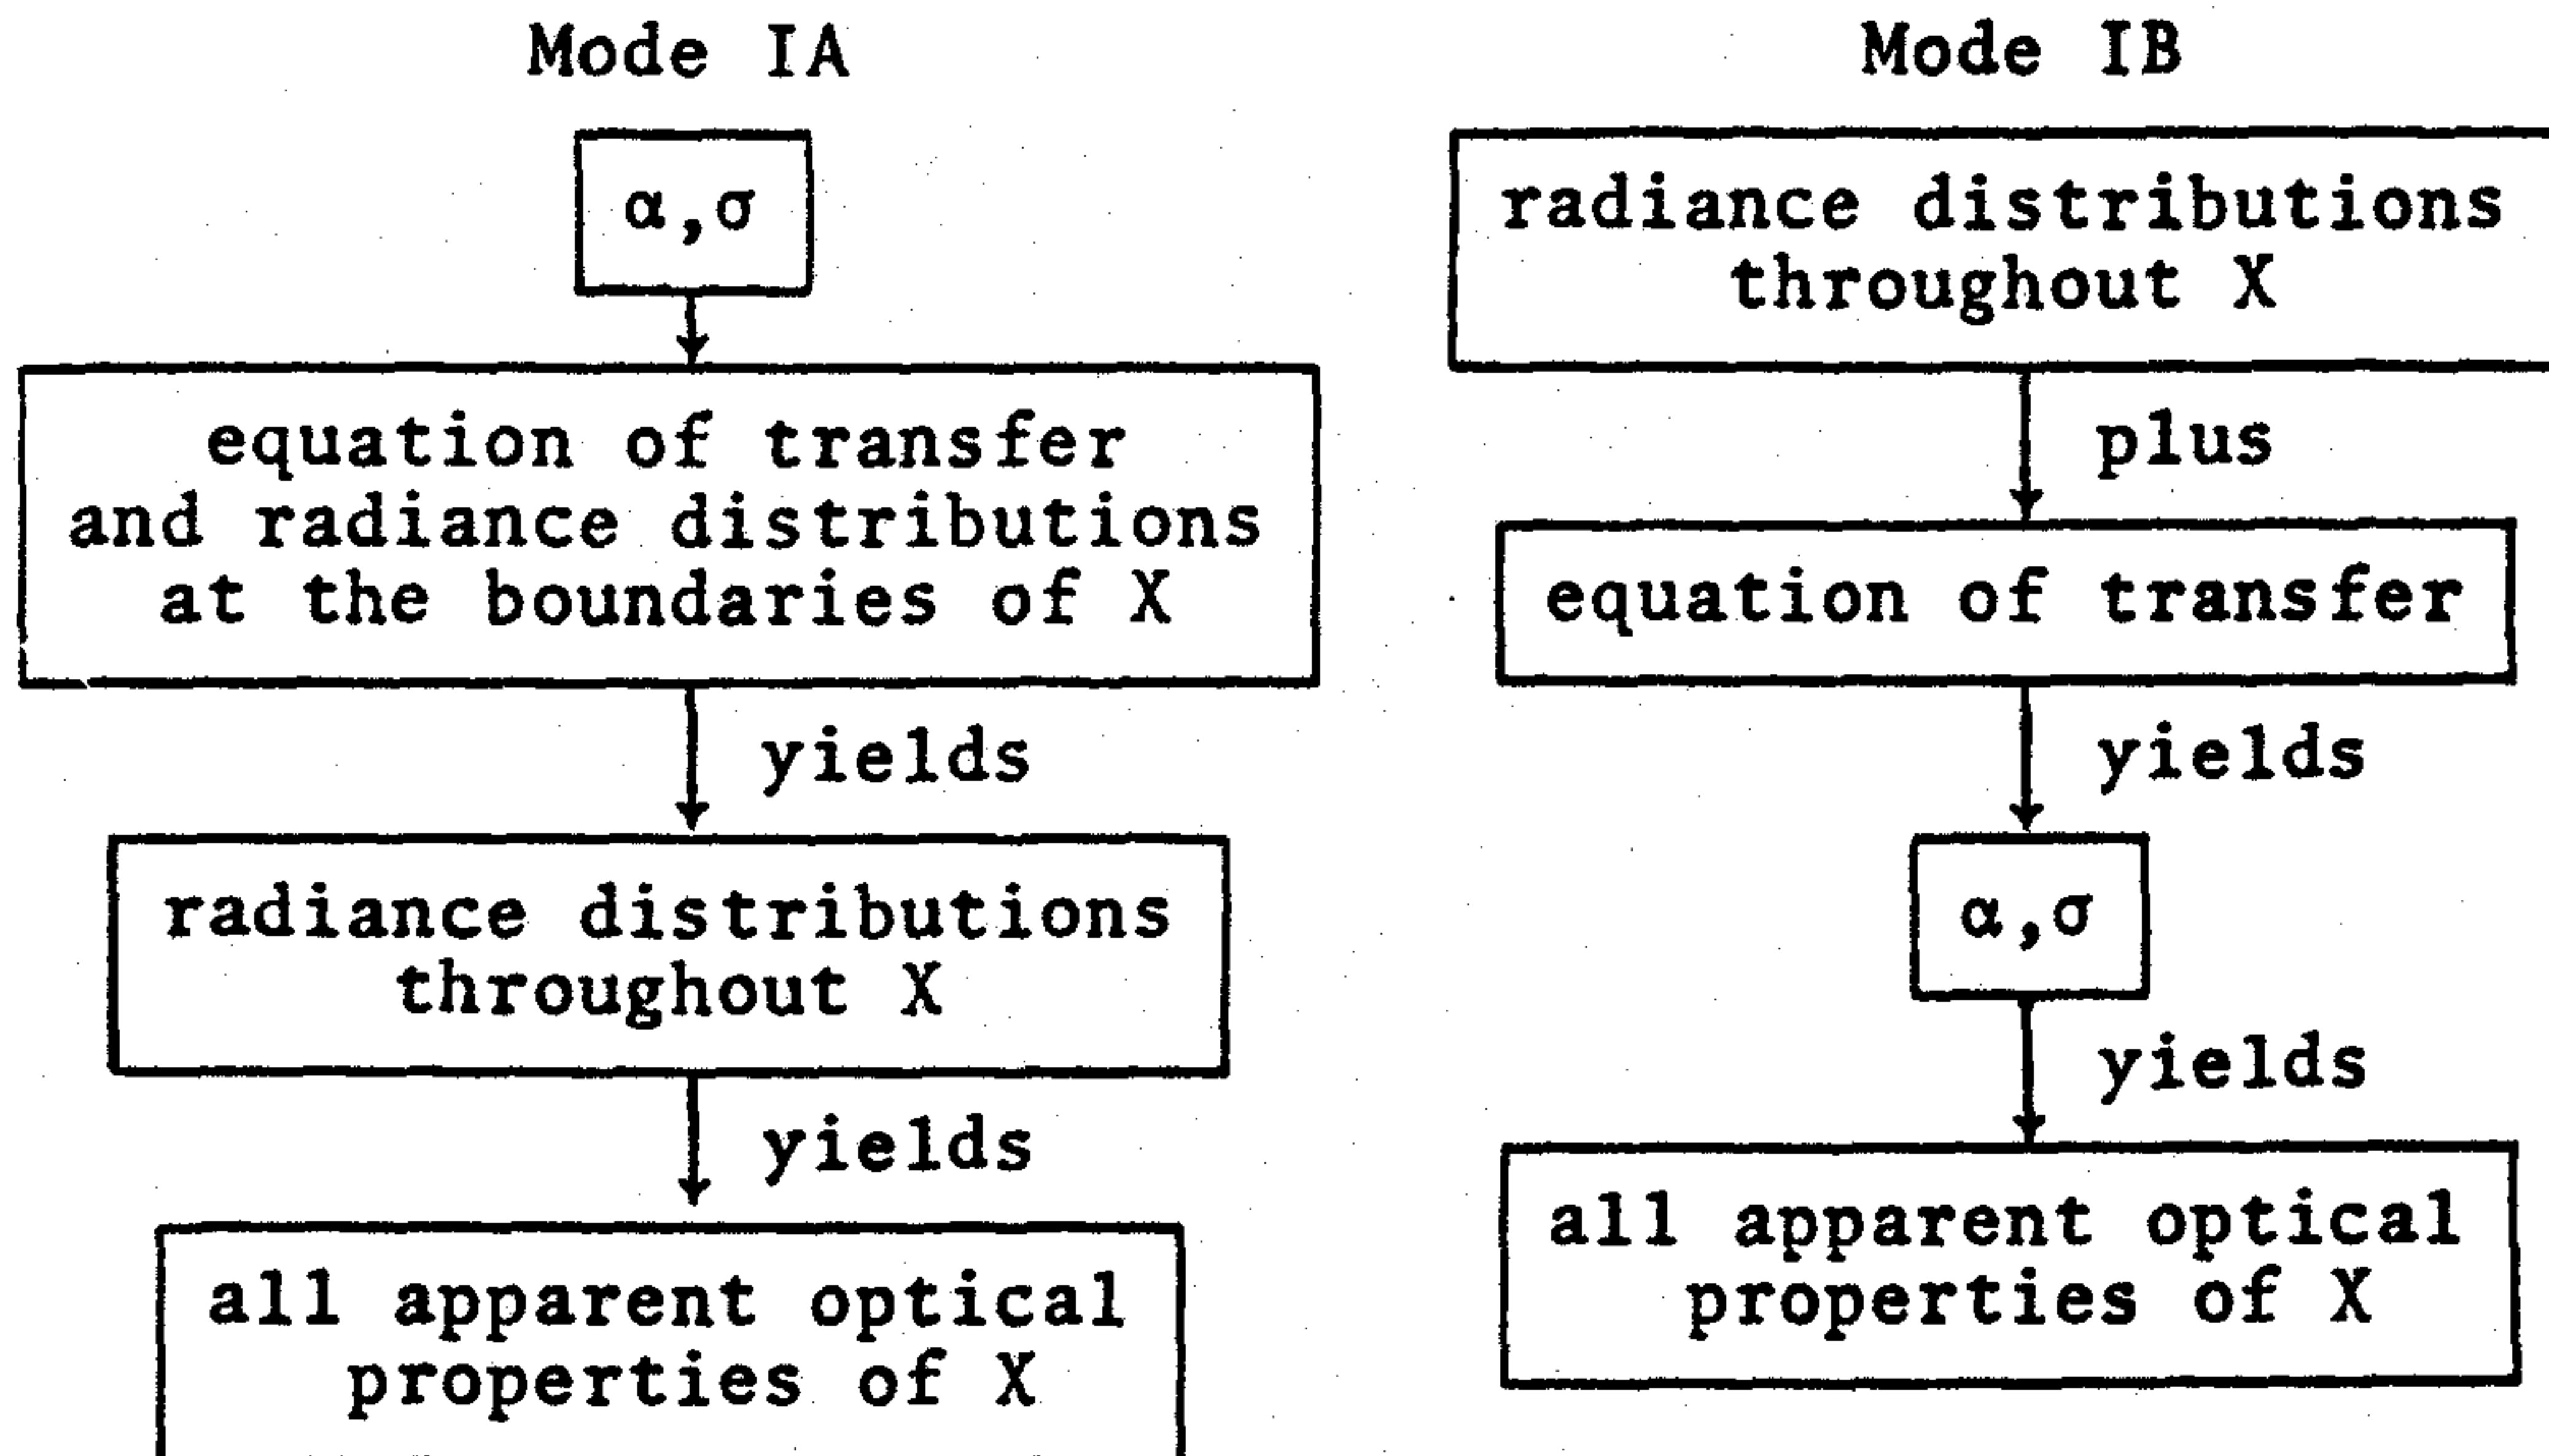 Mode IA
α,σ
equation of transfer
and radiance distributions
at the boundaries of X
yields
radiance distributions
throughout X
yields
all apparent optical
properties of X
Mode IB
radiance distributions
throughout X
plus
equation of transfer
yields
α,σ
yields
all apparent optical
properties of X